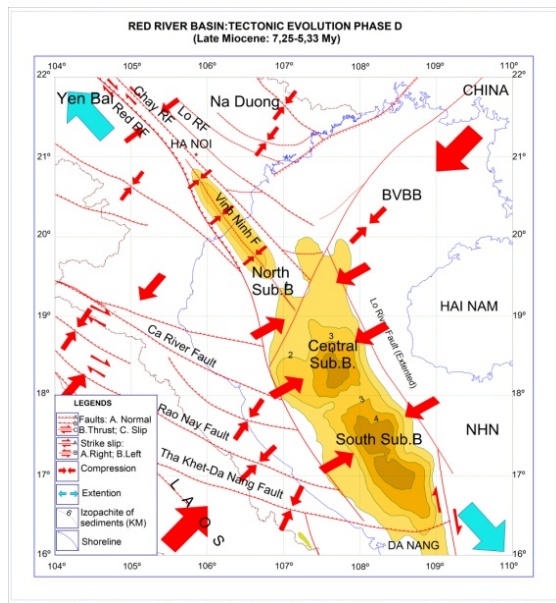 RED RIVER BASIN:TECTONIC EVOLUTION PHASE D
(Late Miocene: 7,25-5,33 My)
104° 105° 106° 107° 108° 109° 110°
22° 22°
CHINA
Yen Bai
Chay RF
Lo RF
Na Duong
Red RF
HA NOI
21° 21°
BVBB
Vinh Ninh F
20° 20°
North
Sub.B
HAI NAM
19° 19°
Lo River Fault (Extented)
Ca River Fault
3
Central
Sub.B.
2
18° 18°
LEGENDS
Faults: A. Normal
B.Thrust; C. Slip
Strike slip:
A.Right; B.Left
Compression
Extention
6
Izopachite of
sediments (KM)
Shoreline
Rao Nay Fault
3
4
South Sub.B
NHN
Tha Khet-Da Nang Fault
17° 17°
LAOS
DA NANG
16° 16°
104° 105° 106° 107° 108° 109° 110°